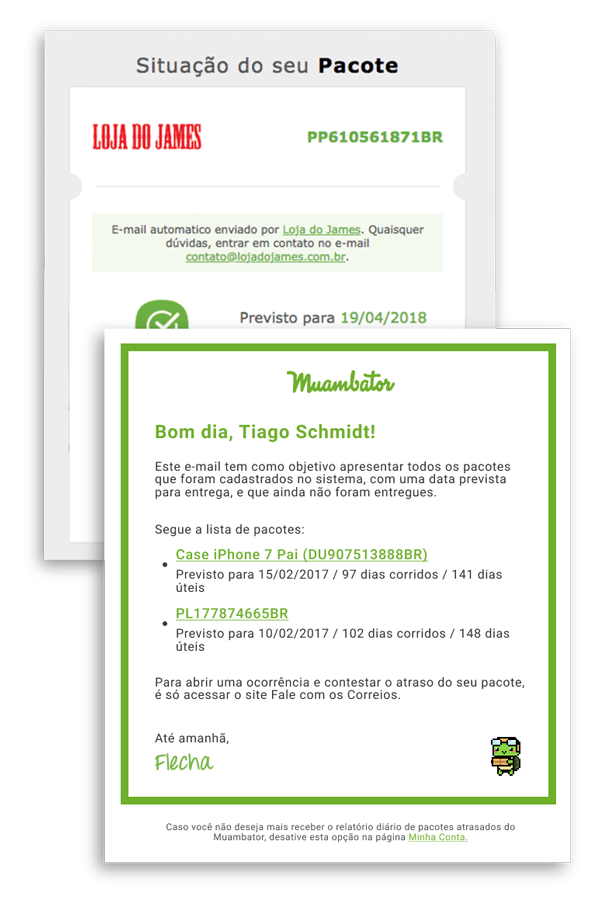 Situação do seu Pacote
LOJA DO JAMES
PP610561871BR
E-mail automatico enviado por Loja do James. Quaisquer
dúvidas, entrar em contato no e-mail
contato@lojadojames.com.br.
Previsto para 19/04/2018
Muambator
Bom dia, Tiago Schmidt!
Este e-mail tem como objetivo apresentar todos os pacotes
que foram cadastrados no sistema, com uma data prevista
para entrega, e que ainda não foram entregues.
Segue a lista de pacotes:
• Case iPhone 7 Pai (DU907513888BR)
Previsto para 15/02/2017 / 97 dias corridos / 141 dias
úteis
• PL177874665BR
Previsto para 10/02/2017 / 102 dias corridos / 148 dias
úteis
Para abrir uma ocorrência e contestar o atraso do seu pacote,
é só acessar o site Fale com os Correios.
Até amanhã,
Flecha
Caso você não deseja mais receber o relatório diário de pacotes atrasados do
Muambator, desative esta opção na página Minha Conta.